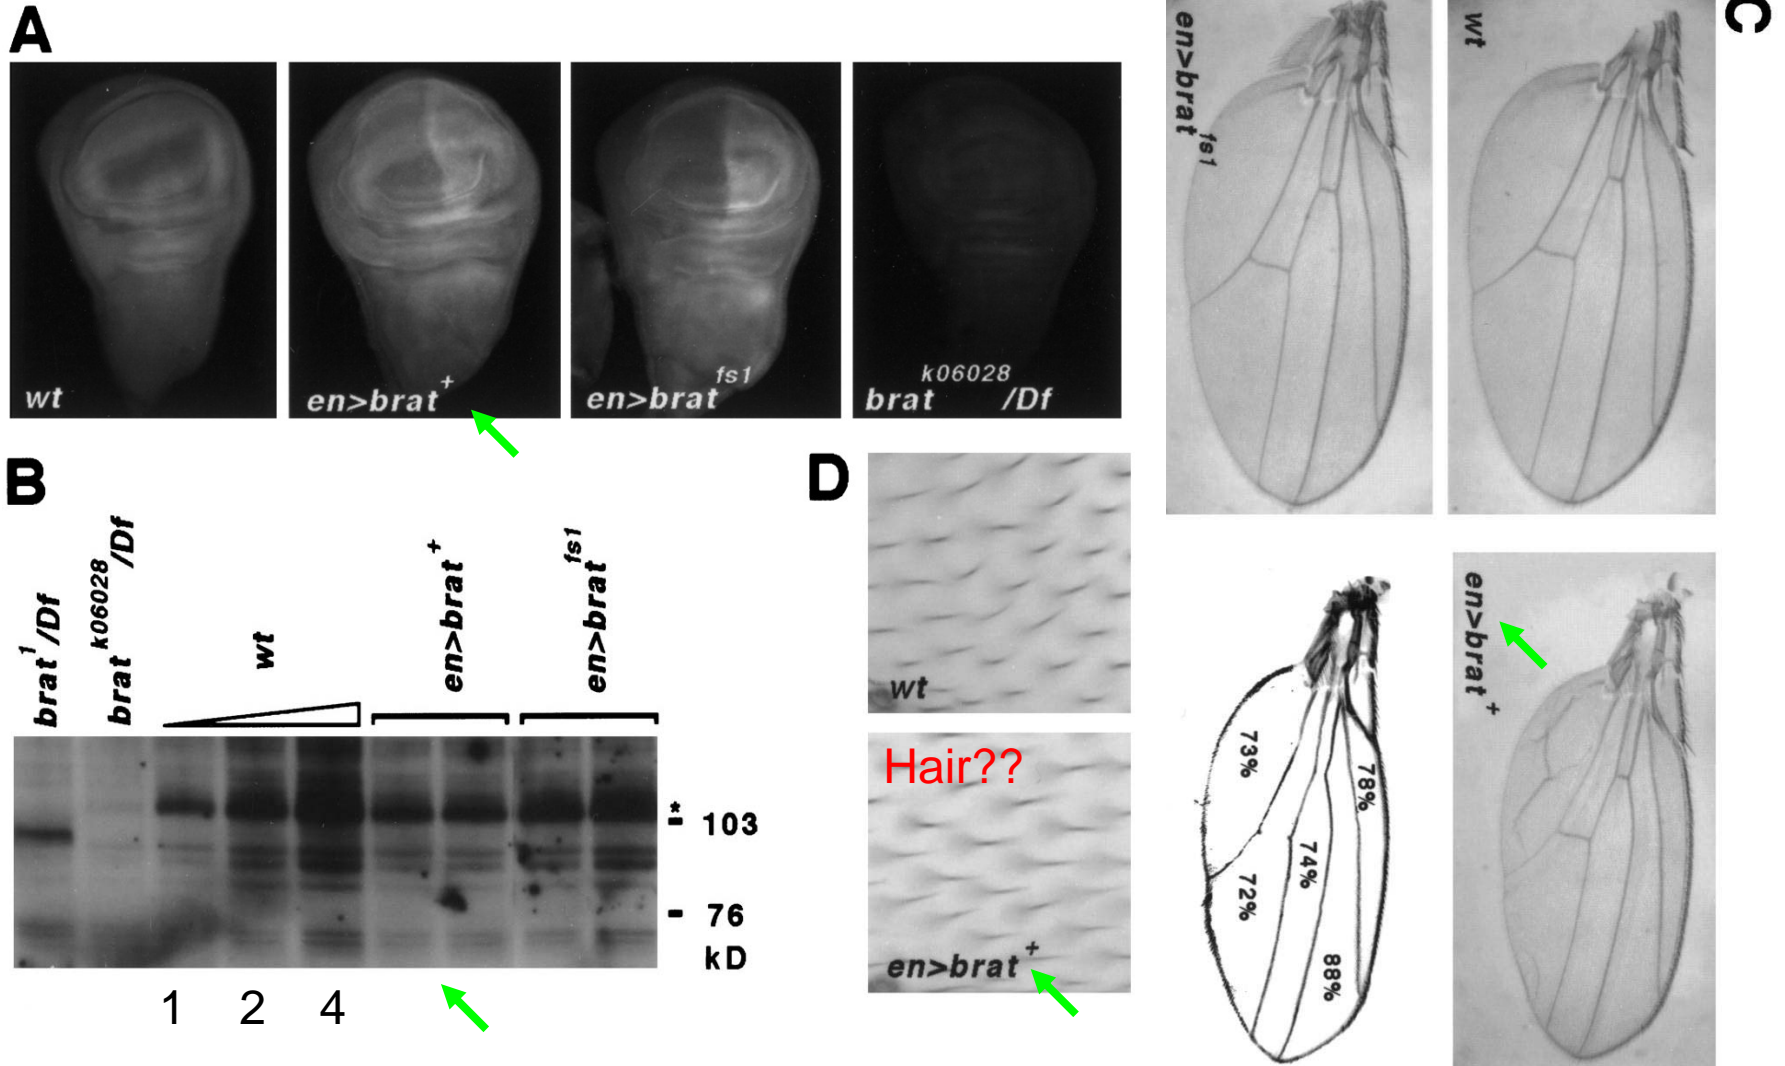 A
wt
en>brat+
en>brat fs1
brat k06028 /Df
B
brat1/Df
brat k06028/Df
wt
en>brat+
en>brat fs1
*
103
76
kD
1 2 4
D
wt
Hair??
en>brat+
C
en>brat fs1
wt
73%
78%
74%
72%
88%
en>brat+